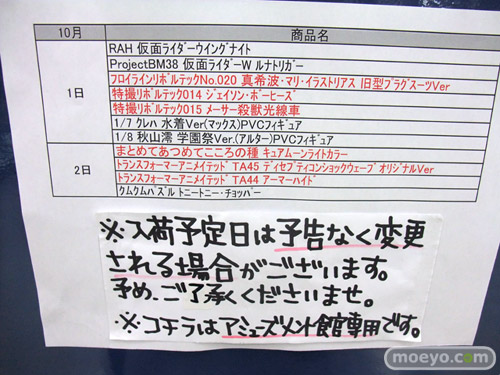 10月 商品名
RAH 仮面ライダーウイングナイト
ProjectBM38 仮面ライダーW ルナトリガー
フロイラインリボルテックNo.020 真希波・マリ・イラストリアス 旧型プラグスーツVer
1日 特撮リボルテック014 ジェイソン・ボーヒーズ
特撮リボルテック015 メーサー殺獣光線車
1/7 クレハ 水着Ver(マックス)PVCフィギュア
1/8 秋山澪 学園祭Ver.(アルター)PVCフィギュア
まとめてあつめてこころの種 キュアムーンライトカラー
2日 トランスフォーマーアニメイテッド TA45 ディセプティコンショックウェーブ オリジナルVer
トランスフォーマーアニメイテッド TA44 アーマーハイド
クムクムパズル トニートニー・チョッパー
※入荷予定日は予告なく変更
される場合がございます。
予め、ご了承くださいませ。
※コチラはアミューズメント館専用です。
moeyo.com